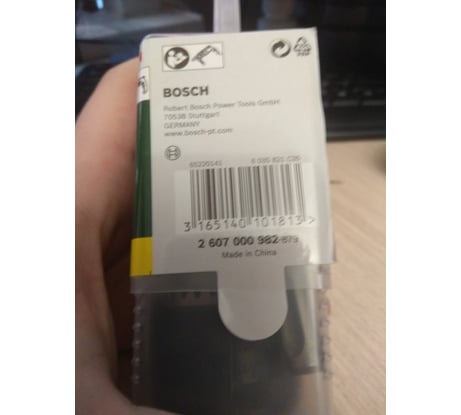 BOSCH
Robert Bosch Power Tools GmbH
70538 Stuttgart
GERMANY
www.bosch-pt.com
3 165140 101813 >
2 607 000 982-879
Made in China